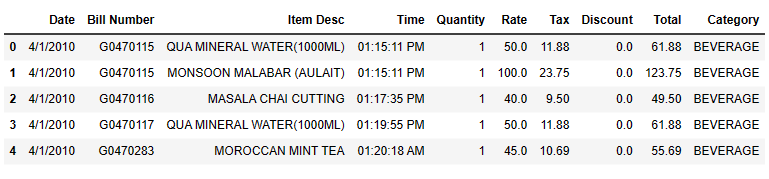 Date Bill Number Item Desc Time Quantity Rate Tax Discount Total Category
0 4/1/2010 G0470115 QUA MINERAL WATER(1000ML) 01:15:11 PM 1 50.0 11.88 0.0 61.88 BEVERAGE
1 4/1/2010 G0470115 MONSOON MALABAR (AULAIT) 01:15:11 PM 1 100.0 23.75 0.0 123.75 BEVERAGE
2 4/1/2010 G0470116 MASALA CHAI CUTTING 01:17:35 PM 1 40.0 9.50 0.0 49.50 BEVERAGE
3 4/1/2010 G0470117 QUA MINERAL WATER(1000ML) 01:19:55 PM 1 50.0 11.88 0.0 61.88 BEVERAGE
4 4/1/2010 G0470283 MOROCCAN MINT TEA 01:20:18 AM 1 45.0 10.69 0.0 55.69 BEVERAGE